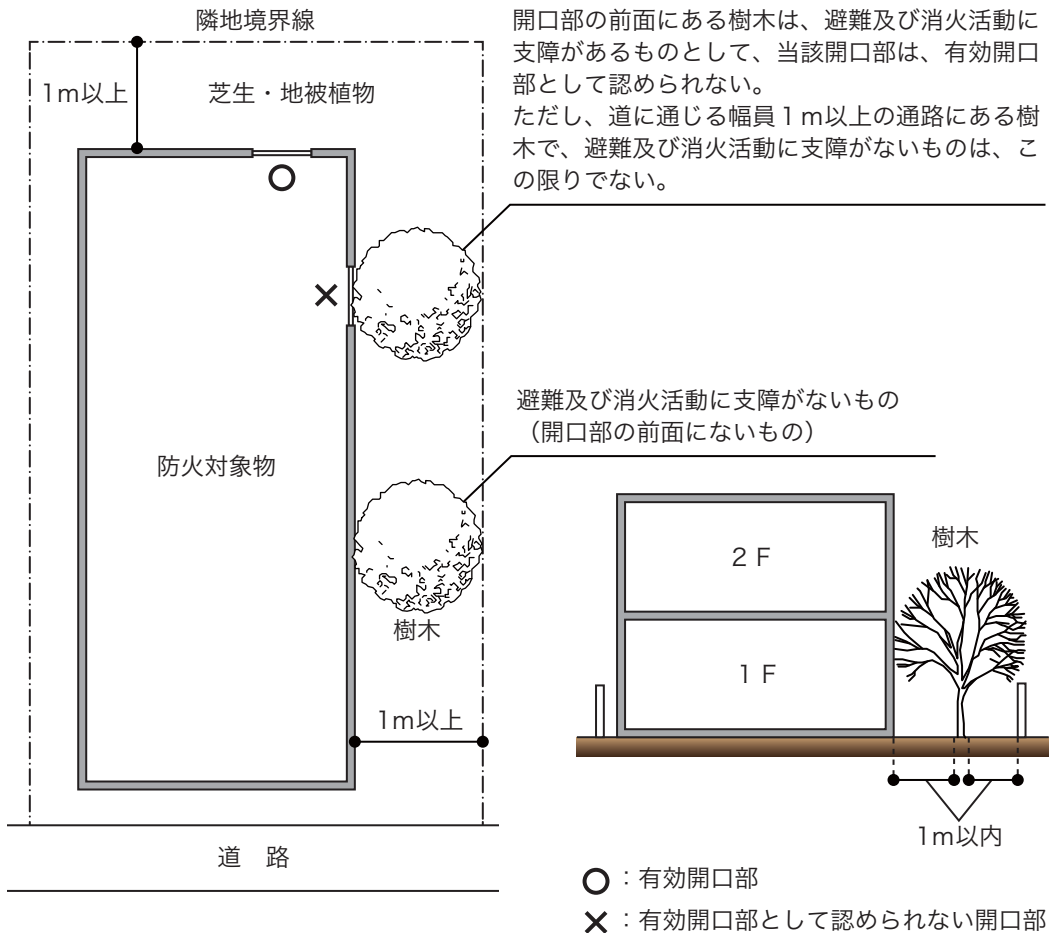 隣地境界線
1m以上
芝生・地被植物
開口部の前面にある樹木は、避難及び消火活動に
支障があるものとして、当該開口部は、有効開口
部として認められない。
ただし、道に通じる幅員1m以上の通路にある樹
木で、避難及び消火活動に支障がないものは、こ
の限りでない。
避難及び消火活動に支障がないもの
（開口部の前面にないもの）
防火対象物
樹木
1m以上
道 路
2F
樹木
1F
1m以内
○：有効開口部
×：有効開口部として認められない開口部